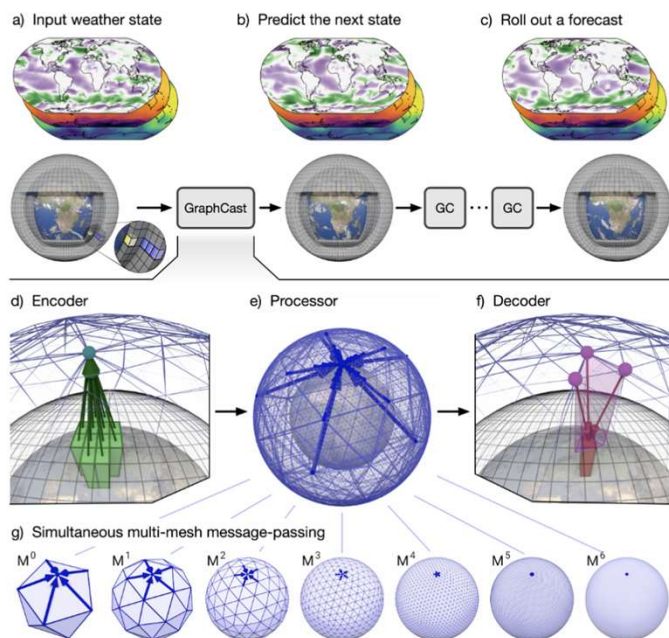 a) Input weather state
b) Predict the next state
c) Roll out a forecast
GraphCast
GC
...
GC
d) Encoder
e) Processor
f) Decoder
g) Simultaneous multi-mesh message-passing
M⁰
M¹
M²
M³
M⁴
M⁵
M⁶